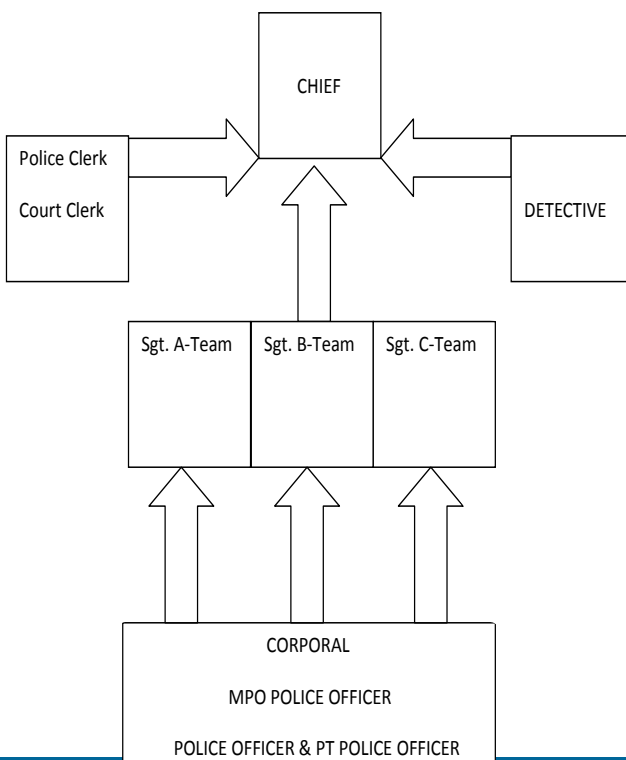 CHIEF
Police Clerk
Court Clerk
DETECTIVE
Sgt. A-Team
Sgt. B-Team
Sgt. C-Team
CORPORAL
MPO POLICE OFFICER
POLICE OFFICER & PT POLICE OFFICER